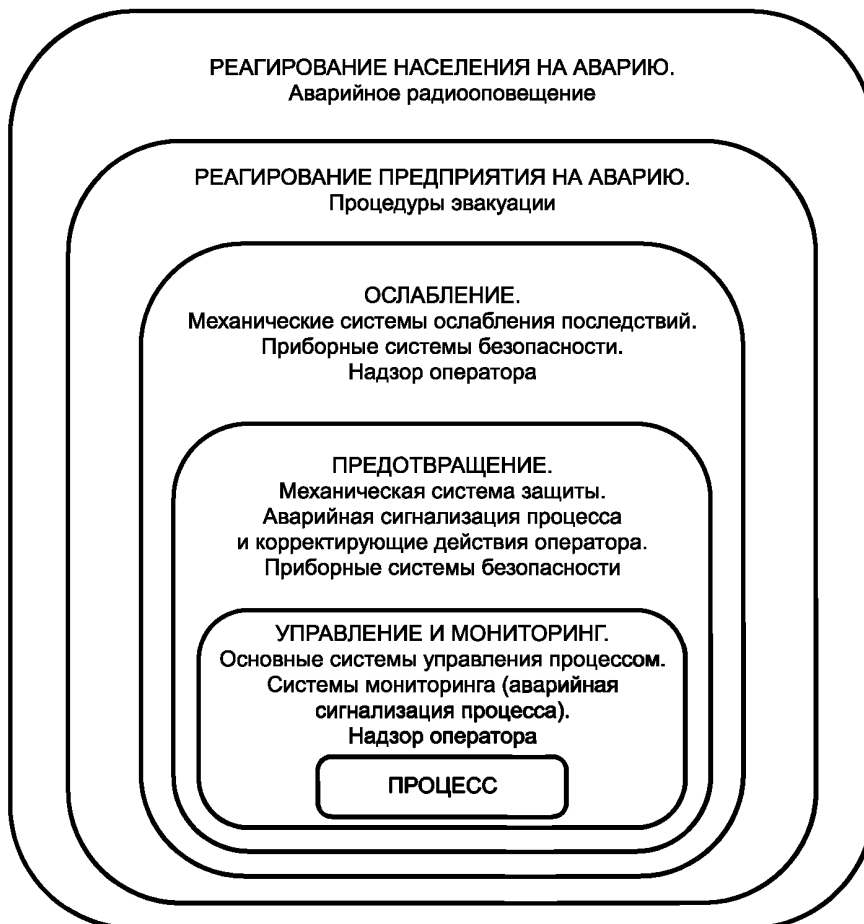 РЕАГИРОВАНИЕ НАСЕЛЕНИЯ НА АВАРИЮ.
Аварийное радиооповещение
РЕАГИРОВАНИЕ ПРЕДПРИЯТИЯ НА АВАРИЮ.
Процедуры эвакуации
ОСЛАБЛЕНИЕ.
Механические системы ослабления последствий.
Приборные системы безопасности.
Надзор оператора
ПРЕДОТВРАЩЕНИЕ.
Механическая система защиты.
Аварийная сигнализация процесса
и корректирующие действия оператора.
Приборные системы безопасности
УПРАВЛЕНИЕ И МОНИТОРИНГ.
Основные системы управления процессом.
Системы мониторинга (аварийная
сигнализация процесса).
Надзор оператора
ПРОЦЕСС